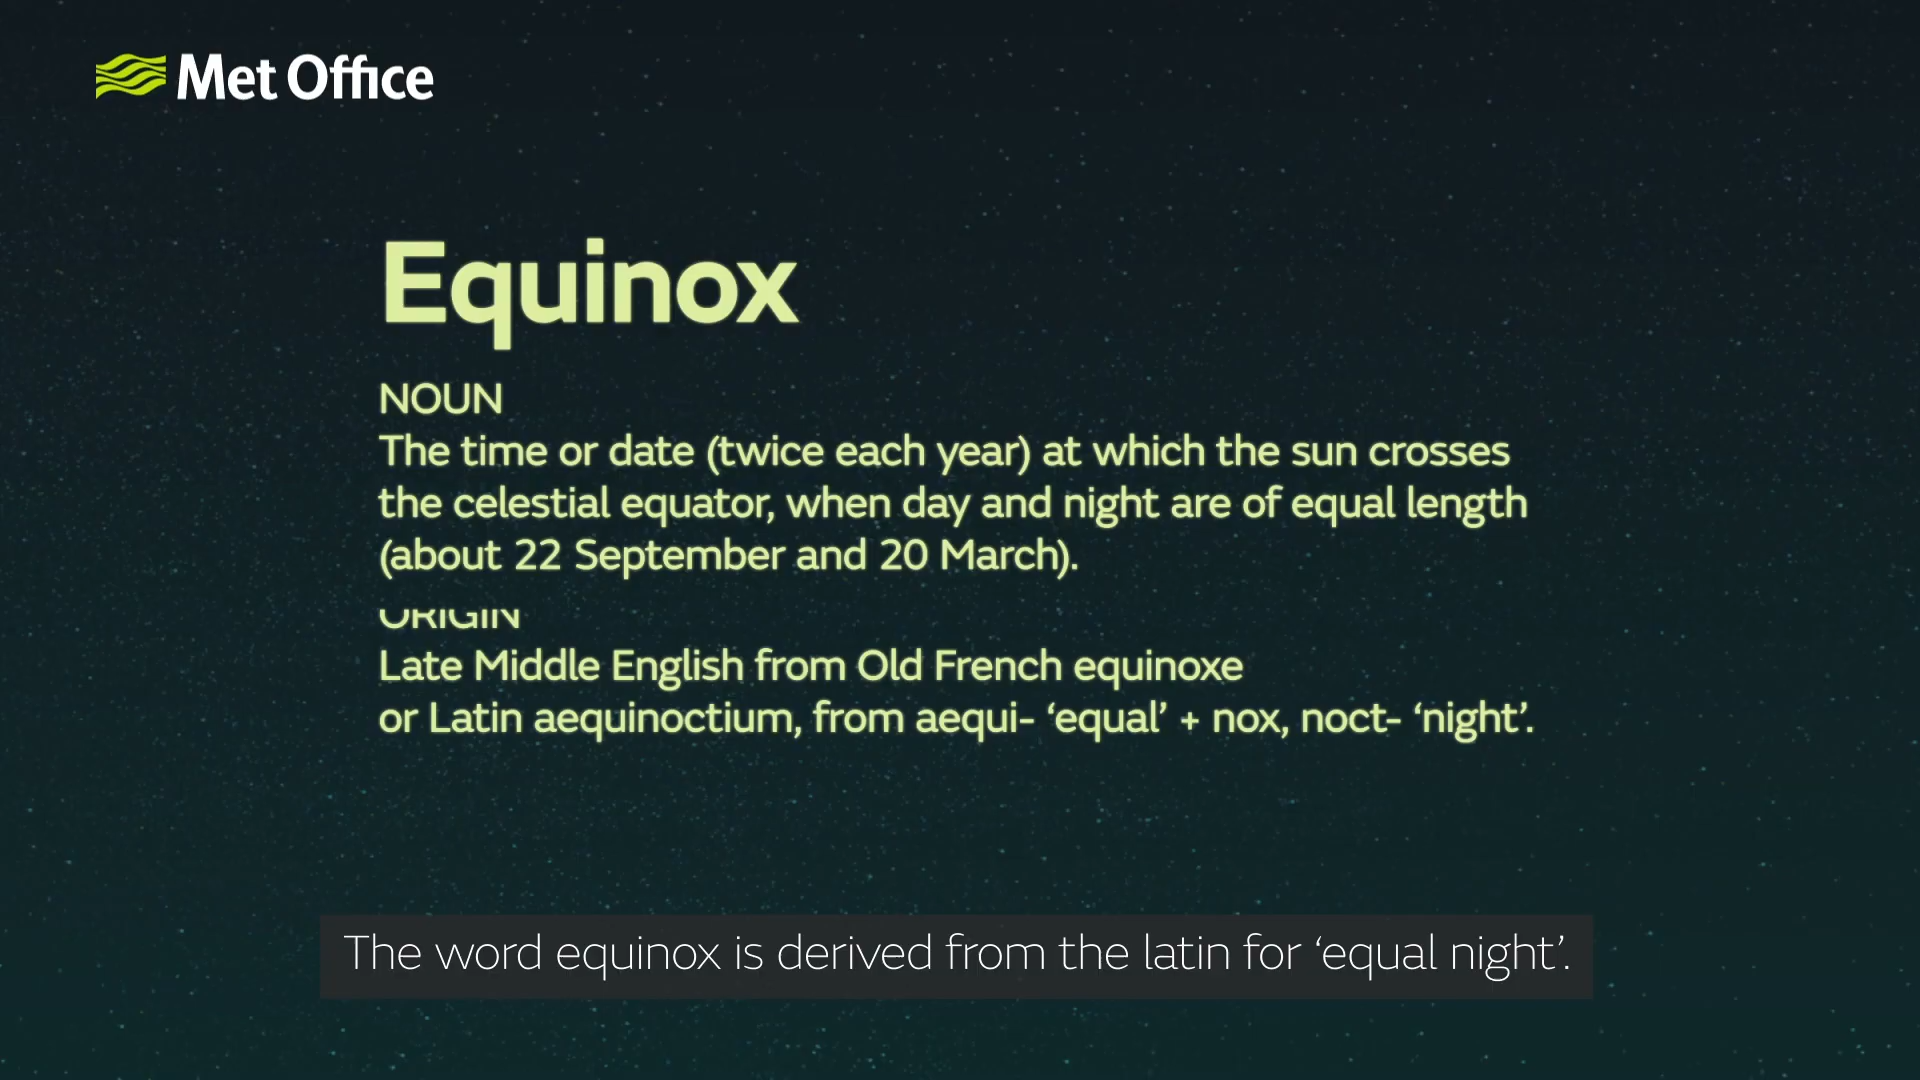 Met Office
Equinox
NOUN
The time or date (twice each year) at which the sun crosses
the celestial equator, when day and night are of equal length
(about 22 September and 20 March).
ORIGIN
Late Middle English from Old French equinoxe
or Latin aequinoctium, from aequi- ‘equal’ + nox, noct- ‘night’.
The word equinox is derived from the latin for ‘equal night’.